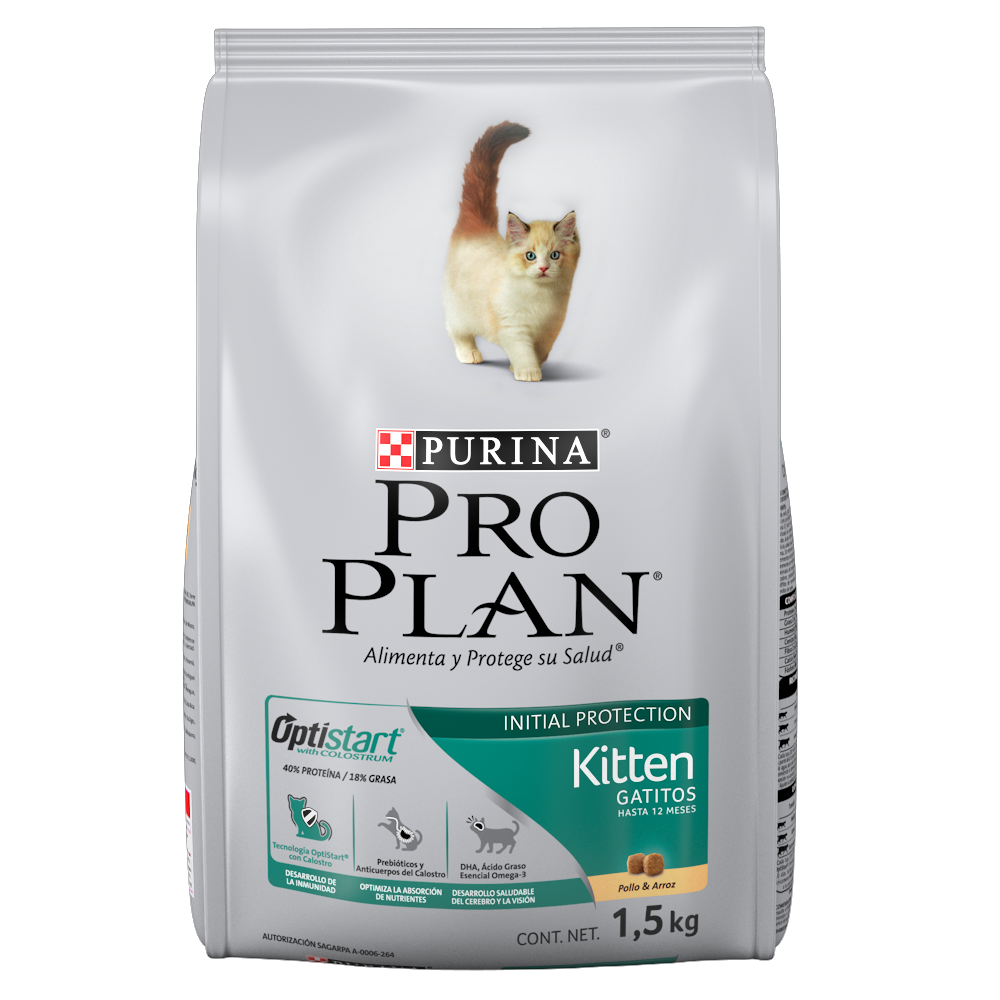 PURINA®
PRO
PLAN®
Alimenta y Protege su Salud®
Optistart®
with COLOSTRUM
40% PROTEÍNA / 18% GRASA
INITIAL PROTECTION
Kitten
GATITOS
HASTA 12 MESES
Tecnología OptiStart®
con Calostro
DESARROLLO DE
LA INMUNIDAD
Prebióticos y
Anticuerpos del Calostro
OPTIMIZA LA ABSORCIÓN
DE NUTRIENTES
DHA, Ácido Graso
Esencial Omega-3
DESARROLLO SALUDABLE
DEL CEREBRO Y LA VISIÓN
Pollo & Arroz
CONT. NET. 1,5 kg
AUTORIZACIÓN SAGARPA A-0006-264
PURINA